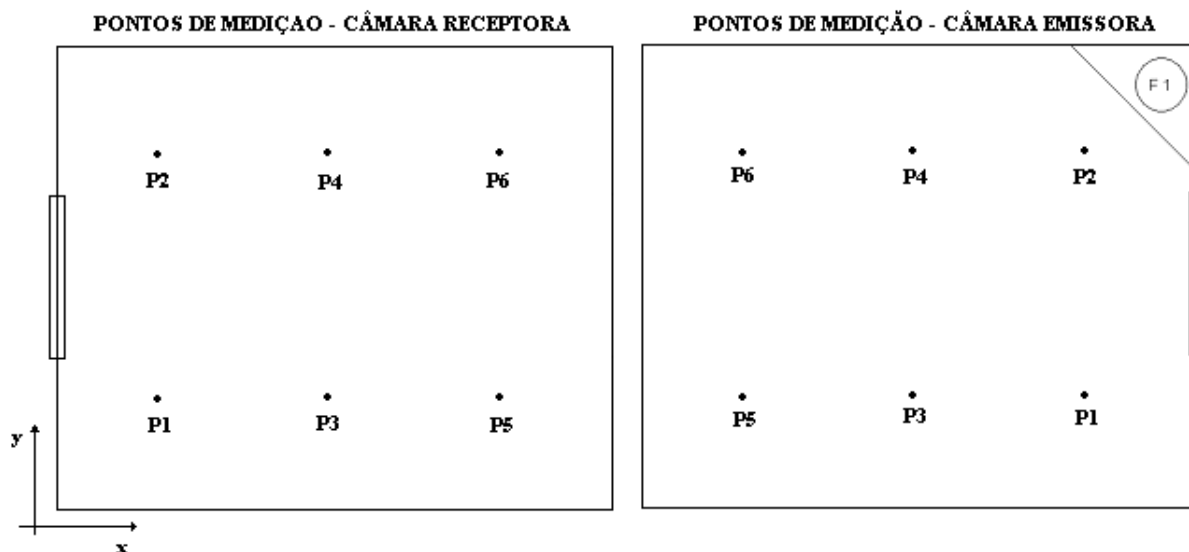 PONTOS DE MEDIÇAO - CÂMARA RECEPTORA
P2
P4
P6
P1
P3
P5
y
x
PONTOS DE MEDIÇÃO - CÂMARA EMISSORA
F 1
P6
P4
P2
P5
P3
P1